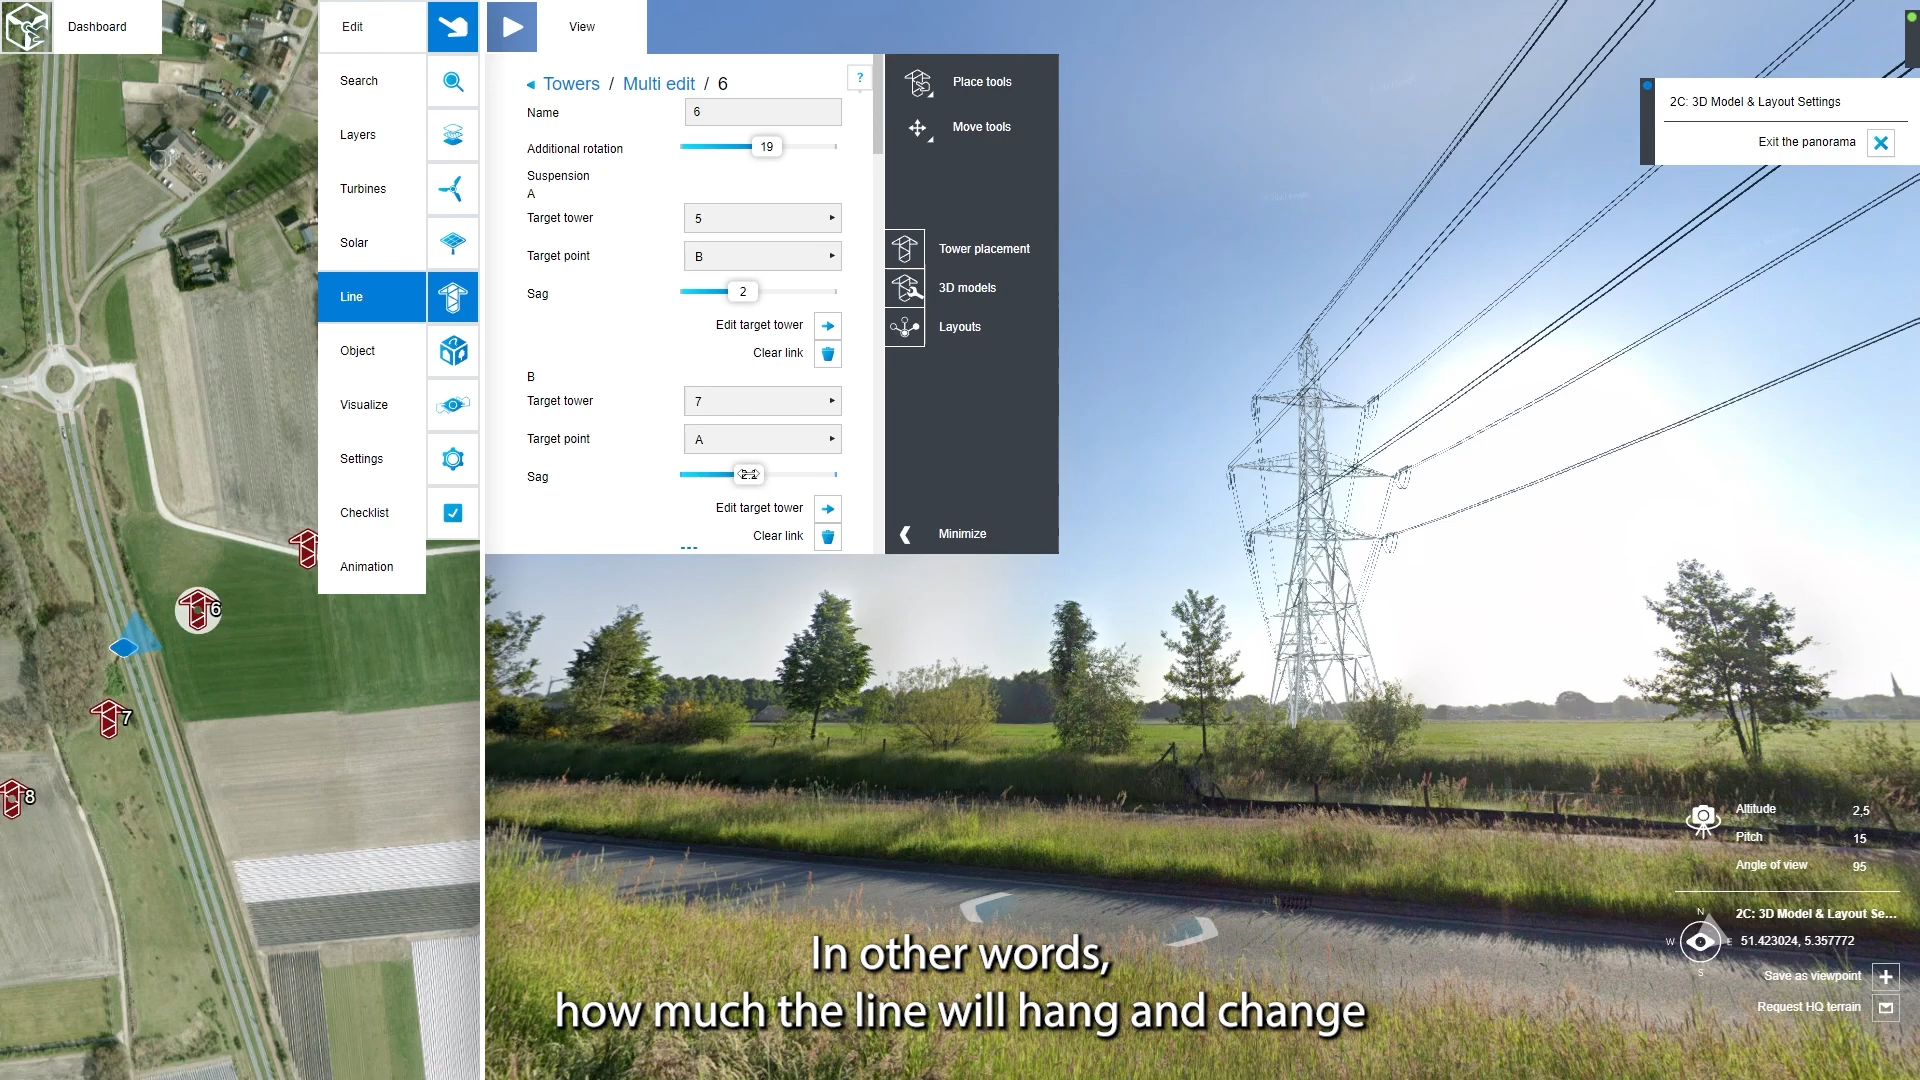 Dashboard
Edit
View
Search
Layers
Turbines
Solar
Line
Object
Visualize
Settings
Checklist
Animation
6
7
8
Towers / Multi edit / 6
?
Name
6
Additional rotation
19
Suspension
A
Target tower
5
Target point
B
Sag
2
Edit target tower
Clear link
B
Target tower
7
Target point
A
Sag
Edit target tower
Clear link
Place tools
Move tools
Tower placement
3D models
Layouts
Minimize
2C: 3D Model & Layout Settings
Exit the panorama
Altitude
2,5
Pitch
15
Angle of view
95
N
W
E
S
2C: 3D Model & Layout Se...
51.423024, 5.357772
Save as viewpoint
Request HQ terrain
In other words,
how much the line will hang and change